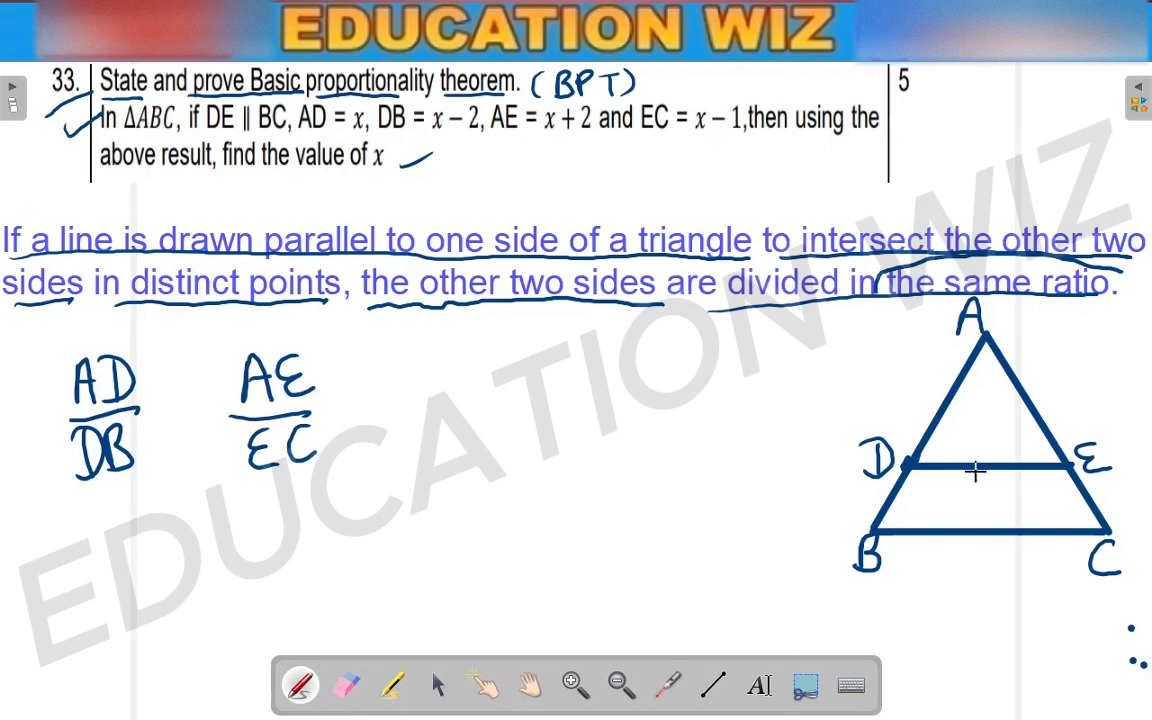 EDUCATION WIZ
33. State and prove Basic proportionality theorem. (BPT) 5
In ΔABC, if DE ∥ BC, AD = x, DB = x − 2, AE = x + 2 and EC = x − 1,then using the
above result, find the value of x
If a line is drawn parallel to one side of a triangle to intersect the other two
sides in distinct points, the other two sides are divided in the same ratio.
A
AD AE
DB EC
D E
B C
EDUCATION WIZ
AI